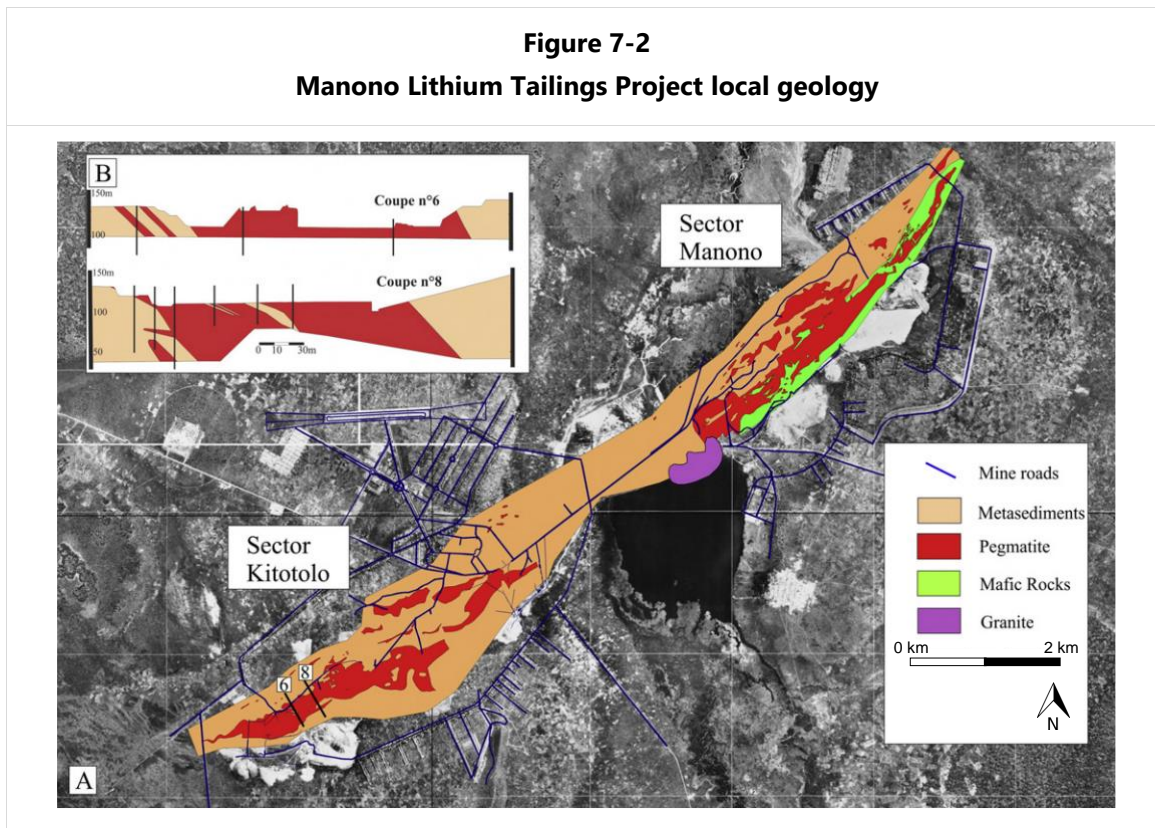 Figure 7-2
Manono Lithium Tailings Project local geology
B
150m
Coupe n°6
100
150m
Coupe n°8
100
50
0 10 30m
Sector
Manono
Sector
Kitotolo
6
8
Mine roads
Metasediments
Pegmatite
Mafic Rocks
Granite
0 km 2 km
N
A